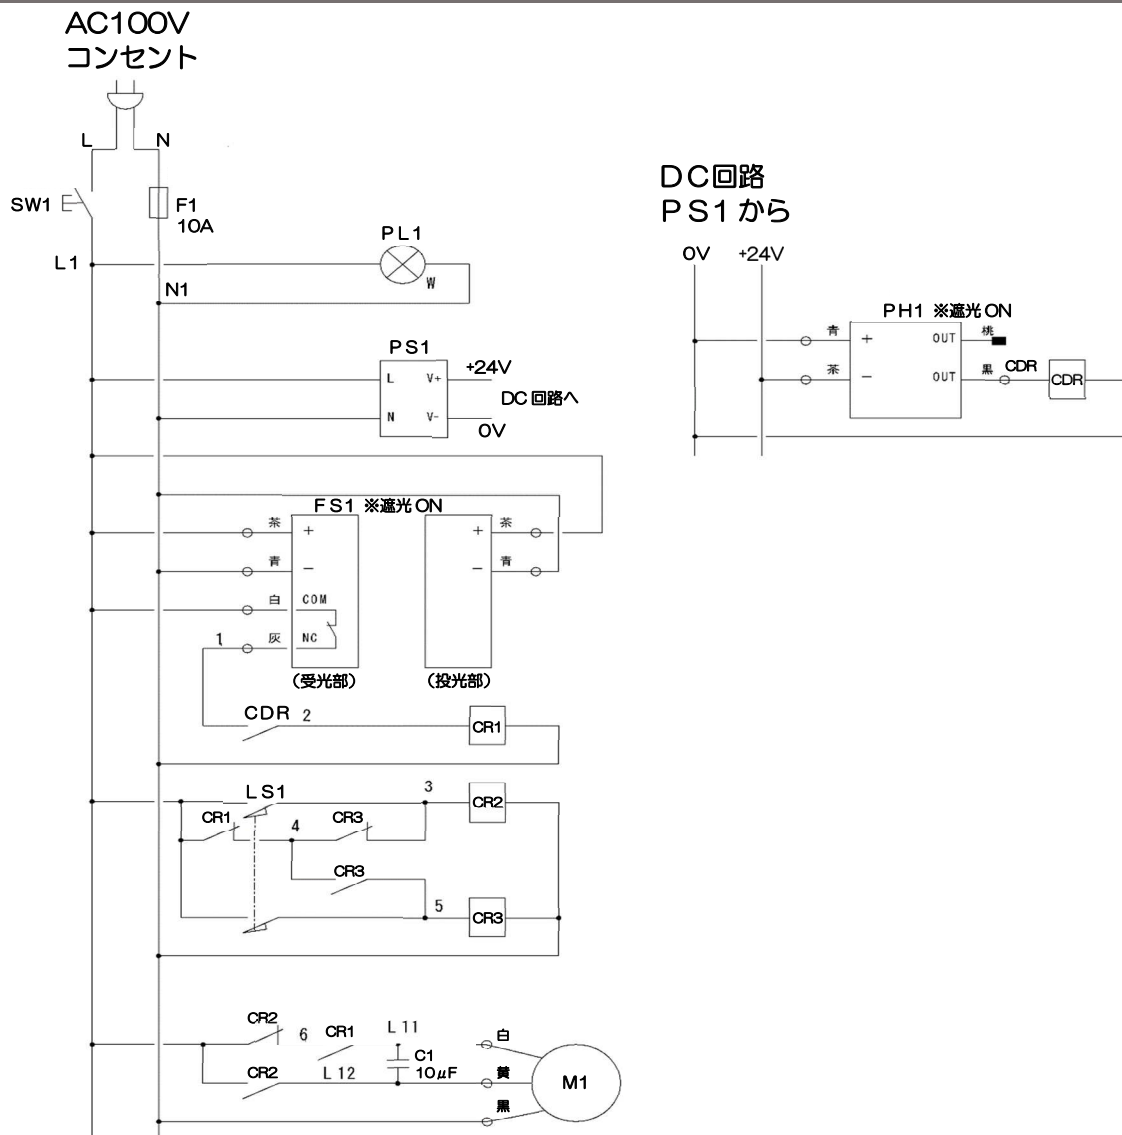 AC100V
コンセント
L
N
SW1
F1
10A
PL1
L1
W
N1
PS1
L
V+
+24V
DC回路へ
N
V-
0V
FS1 ※遮光ON
茶
+
+
茶
青
−
−
青
白
COM
1
灰
NC
(受光部)
(投光部)
CDR
2
CR1
LS1
3
CR2
CR1
4
CR3
CR3
5
CR3
CR2
6
CR1
L11
白
C1
10μF
CR2
L12
黄
M1
黒
DC回路
PS1から
0V
+24V
PH1 ※遮光ON
青
+
OUT
桃
茶
−
OUT
黒
CDR
CDR